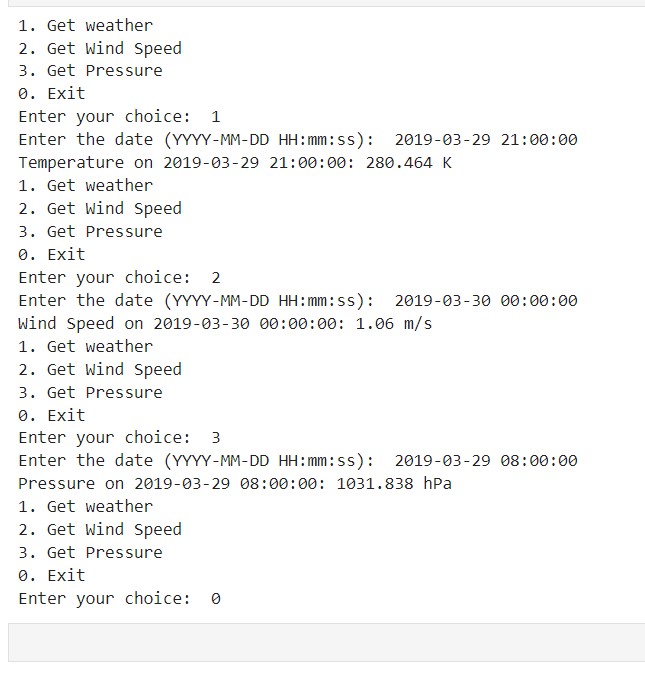 1. Get weather
2. Get Wind Speed
3. Get Pressure
0. Exit
Enter your choice:  1
Enter the date (YYYY-MM-DD HH:mm:ss):  2019-03-29 21:00:00
Temperature on 2019-03-29 21:00:00: 280.464 K
1. Get weather
2. Get Wind Speed
3. Get Pressure
0. Exit
Enter your choice:  2
Enter the date (YYYY-MM-DD HH:mm:ss):  2019-03-30 00:00:00
Wind Speed on 2019-03-30 00:00:00: 1.06 m/s
1. Get weather
2. Get Wind Speed
3. Get Pressure
0. Exit
Enter your choice:  3
Enter the date (YYYY-MM-DD HH:mm:ss):  2019-03-29 08:00:00
Pressure on 2019-03-29 08:00:00: 1031.838 hPa
1. Get weather
2. Get Wind Speed
3. Get Pressure
0. Exit
Enter your choice:  0